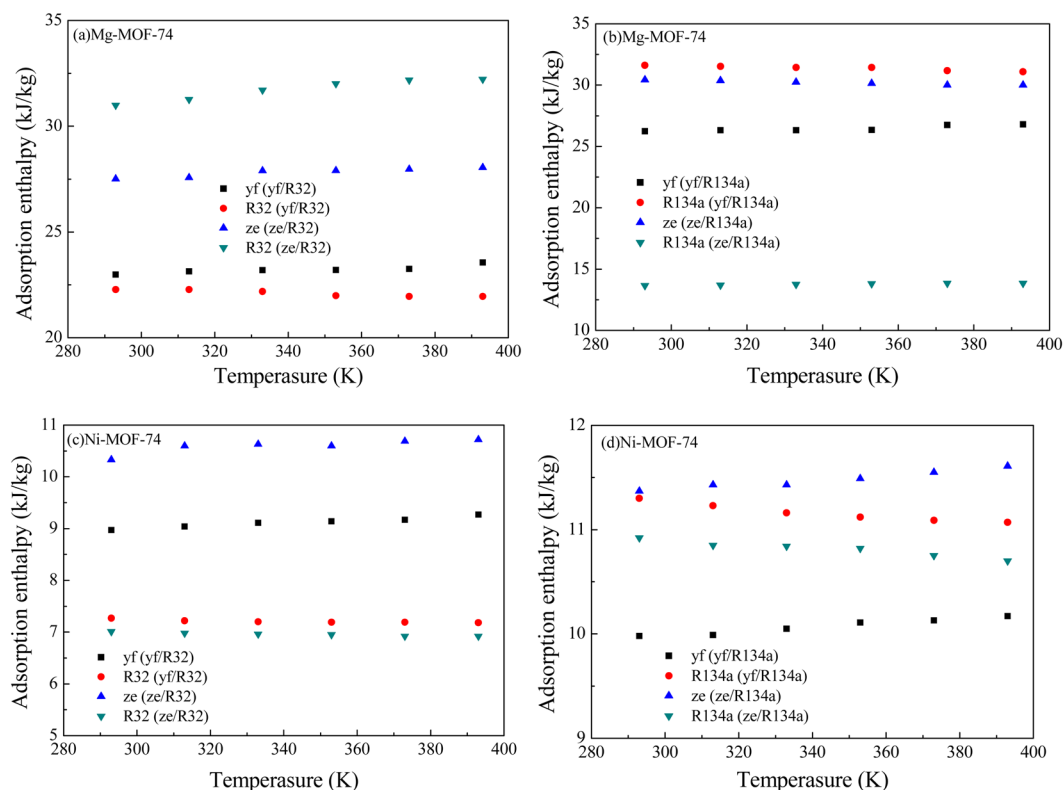 (a)Mg-MOF-74
Adsorption enthalpy (kJ/kg)
35
30
25
20
yf (yf/R32)
R32 (yf/R32)
ze (ze/R32)
R32 (ze/R32)
280 300 320 340 360 380 400
Temperasure (K)
(b)Mg-MOF-74
Adsorption enthalpy (kJ/kg)
35
30
25
20
15
10
yf (yf/R134a)
R134a (yf/R134a)
ze (ze/R134a)
R134a (ze/R134a)
280 300 320 340 360 380 400
Temperasure (K)
(c)Ni-MOF-74
Adsorption enthalpy (kJ/kg)
11
10
9
8
7
6
5
yf (yf/R32)
R32 (yf/R32)
ze (ze/R32)
R32 (ze/R32)
280 300 320 340 360 380 400
Temperasure (K)
(d)Ni-MOF-74
Adsorption enthalpy (kJ/kg)
12
11
10
9
yf (yf/R134a)
R134a (yf/R134a)
ze (ze/R134a)
R134a (ze/R134a)
280 300 320 340 360 380 400
Temperasure (K)